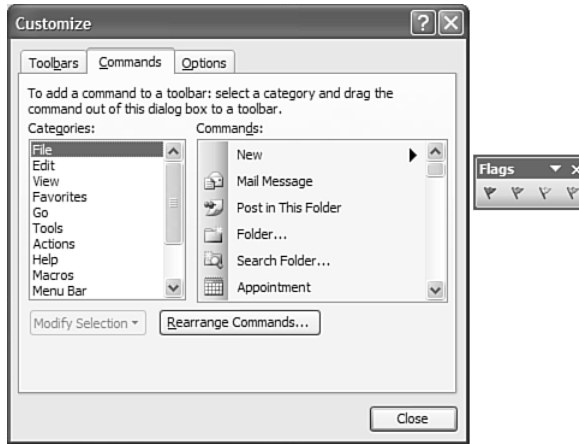 Customize
Toolbars Commands Options
To add a command to a toolbar: select a category and drag the
command out of this dialog box to a toolbar.
Categories: Commands:
File
Edit
View
Favorites
Go
Tools
Actions
Help
Macros
Menu Bar
New
Mail Message
Post in This Folder
Folder...
Search Folder...
Appointment
Modify Selection Rearrange Commands...
Close
Flags